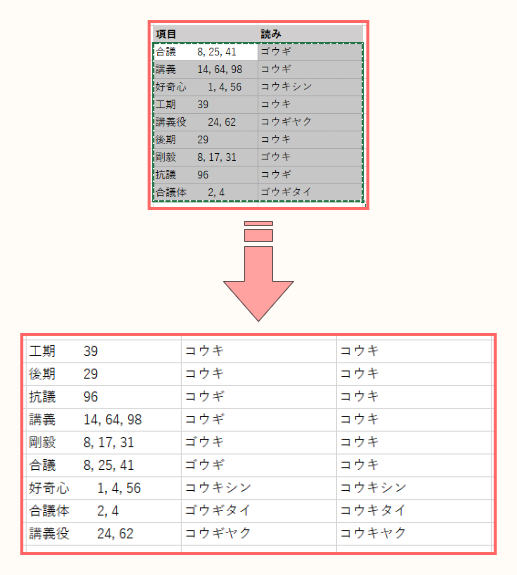 項目 読み
合議 8, 25, 41 ゴウギ
講義 14, 64, 98 コウギ
好奇心 1, 4, 56 コウキシン
工期 39 コウキ
講義役 24, 62 コウギヤク
後期 29 コウキ
剛毅 8, 17, 31 ゴウキ
抗議 96 コウギ
合議体 2, 4 ゴウギタイ
工期 39 コウキ コウキ
後期 29 コウキ コウキ
抗議 96 コウギ コウキ
講義 14, 64, 98 コウギ コウキ
剛毅 8, 17, 31 ゴウキ コウキ
合議 8, 25, 41 ゴウギ コウキ
好奇心 1, 4, 56 コウキシン コウキシン
合議体 2, 4 ゴウギタイ コウキタイ
講義役 24, 62 コウギヤク コウキヤク